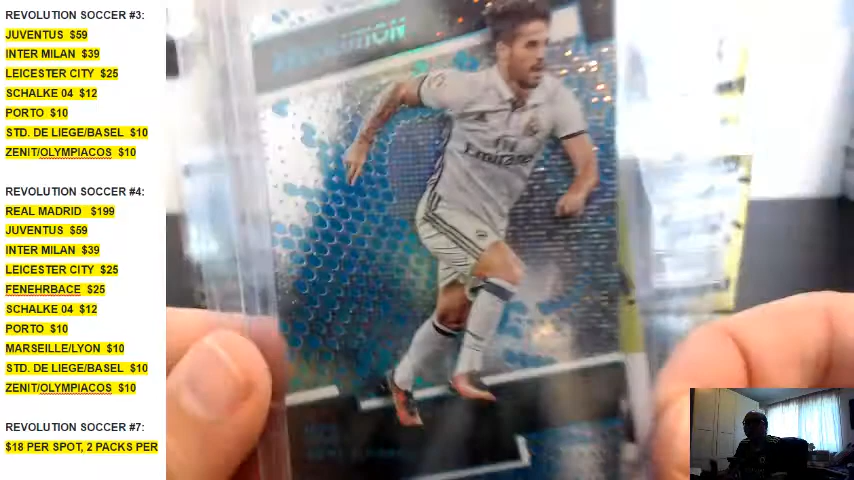 REVOLUTION SOCCER #3:
JUVENTUS $59
INTER MILAN $39
LEICESTER CITY $25
SCHALKE 04 $12
PORTO $10
STD. DE LIEGE/BASEL $10
ZENIT/OLYMPIACOS $10
REVOLUTION SOCCER #4:
REAL MADRID $199
JUVENTUS $59
INTER MILAN $39
LEICESTER CITY $25
FENEHRBACE $25
SCHALKE 04 $12
PORTO $10
MARSEILLE/LYON $10
STD. DE LIEGE/BASEL $10
ZENIT/OLYMPIACOS $10
REVOLUTION SOCCER #7:
$18 PER SPOT, 2 PACKS PER
REVOLUTION
Fly
Emirates